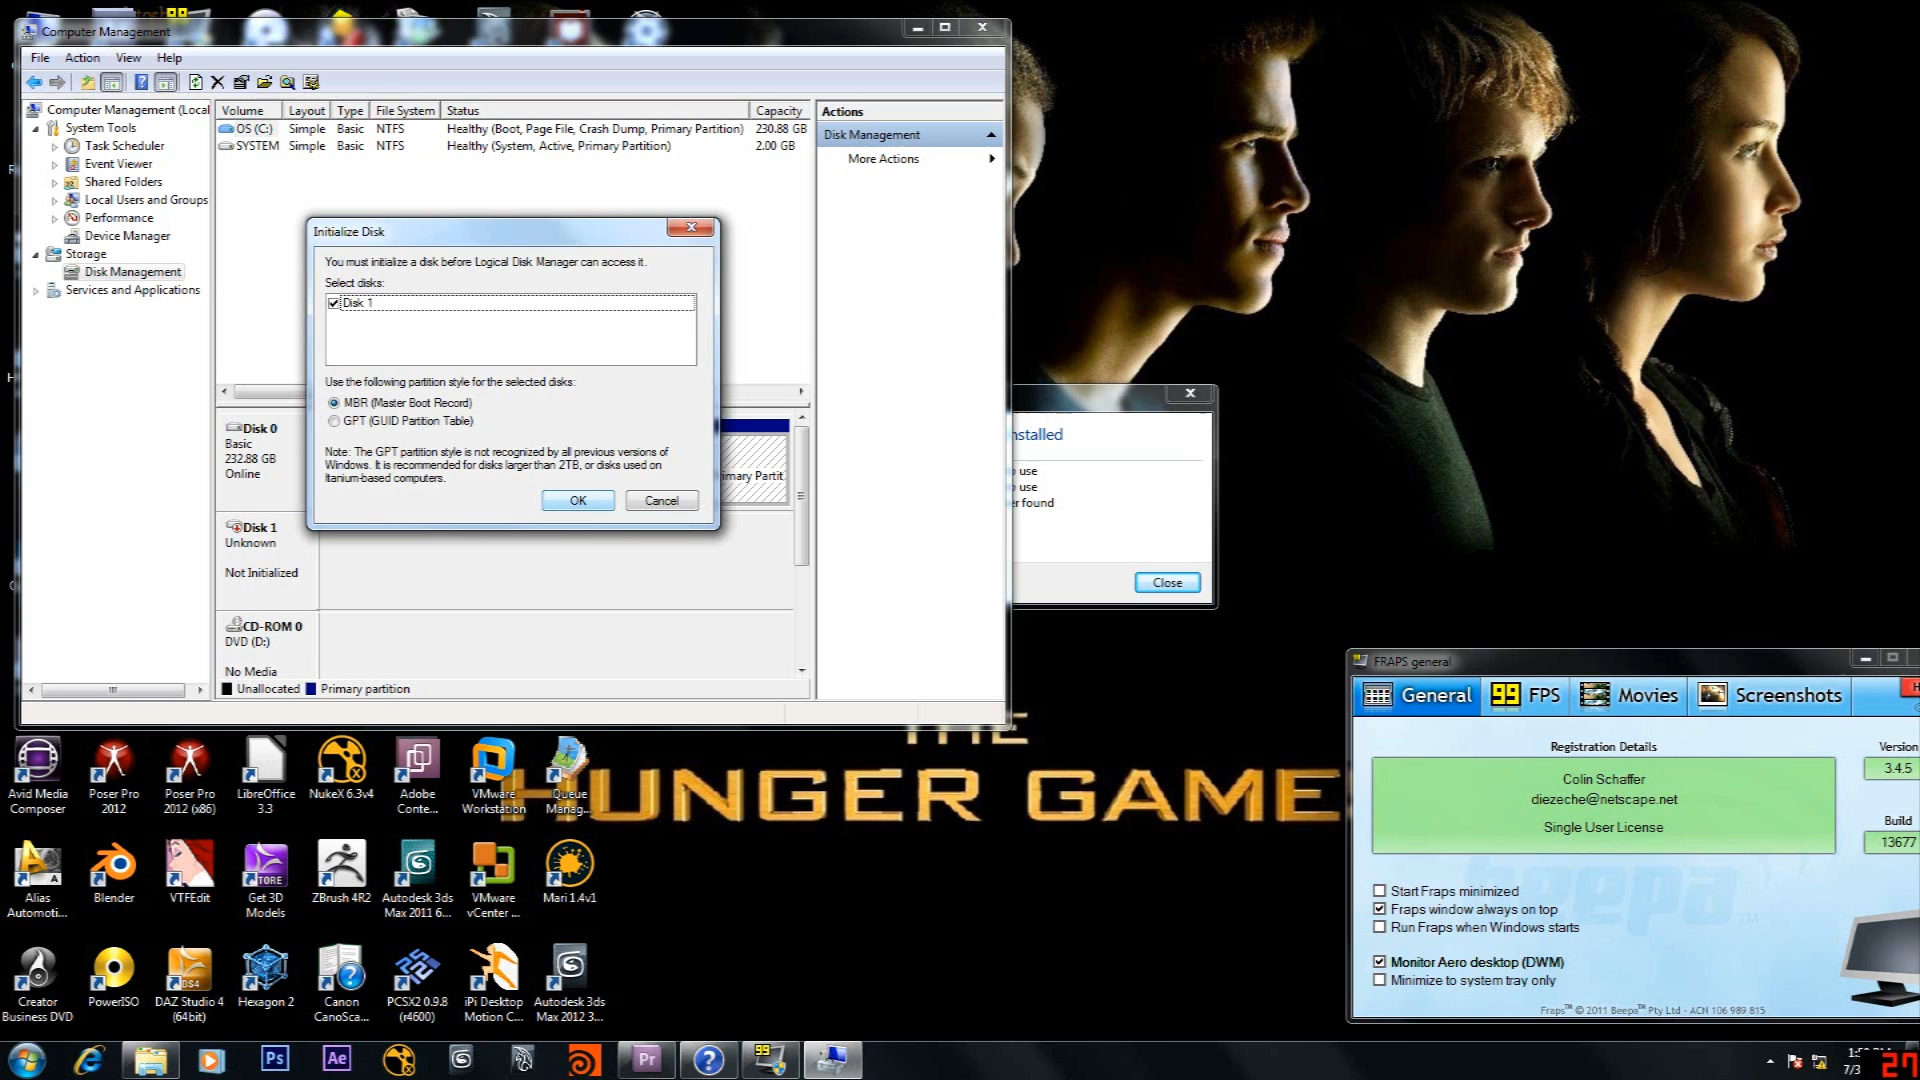 Computer Management
File Action View Help
Computer Management (Local
System Tools
Task Scheduler
Event Viewer
Shared Folders
Local Users and Groups
Performance
Device Manager
Storage
Disk Management
Services and Applications
Volume Layout Type File System Status Capacity
OS (C:) Simple Basic NTFS Healthy (Boot, Page File, Crash Dump, Primary Partition) 230.88 GB
SYSTEM Simple Basic NTFS Healthy (System, Active, Primary Partition) 2.00 GB
Actions
Disk Management
More Actions
Initialize Disk
You must initialize a disk before Logical Disk Manager can access it.
Select disks:
Disk 1
Use the following partition style for the selected disks:
MBR (Master Boot Record)
GPT (GUID Partition Table)
Note: The GPT partition style is not recognized by all previous versions of
Windows. It is recommended for disks larger than 2TB, or disks used on
Itanium-based computers.
OK Cancel
Disk 0
Basic
232.88 GB
Online
imary Partit
Disk 1
Unknown
Not Initialized
CD-ROM 0
DVD (D:)
No Media
Unallocated Primary partition
nstalled
o use
o use
er found
Close
THE
HUNGER GAME
FRAPS general
General 99 FPS Movies Screenshots
Registration Details
Colin Schaffer
diezeche@netscape.net
Single User License
Version
3.4.5
Build
13677
beepa™
Start Fraps minimized
Fraps window always on top
Run Fraps when Windows starts
Monitor Aero desktop (DWM)
Minimize to system tray only
Fraps™ © 2011 Beepa™ Pty Ltd - ACN 106 989 815
Avid Media
Composer
Poser Pro
2012
Poser Pro
2012 (x86)
LibreOffice
3.3
NukeX 6.3v4
Adobe
Conte...
VMware
Workstation
Queue
Manag...
Alias
Automoti...
Blender
VTFEdit
Get 3D
Models
ZBrush 4R2
Autodesk 3ds
Max 2011 6...
VMware
vCenter ...
Mari 1.4v1
Creator
Business DVD
PowerISO
DAZ Studio 4
(64bit)
Hexagon 2
Canon
CanoSca...
PCSX2 0.9.8
(r4600)
iPi Desktop
Motion C...
Autodesk 3ds
Max 2012 3...
Ps Ae Pr 99
7/3
27